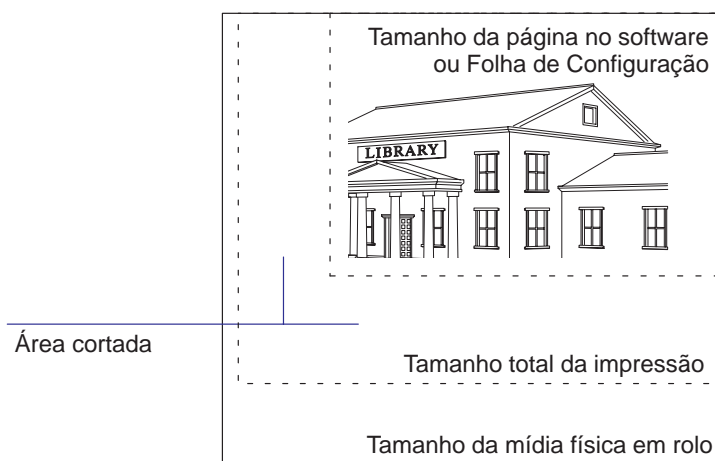 Tamanho da página no software
ou Folha de Configuração
LIBRARY
Área cortada
Tamanho total da impressão
Tamanho da mídia física em rolo